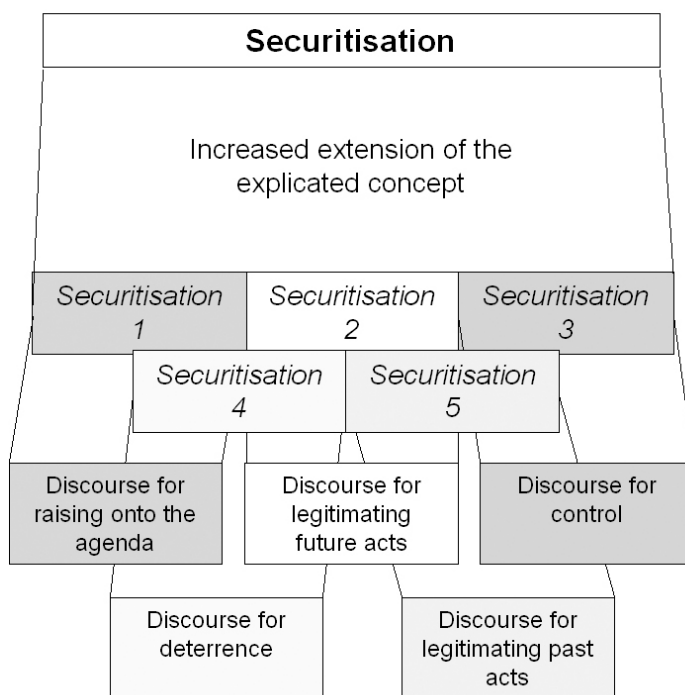 Securitisation
Increased extension of the
explicated concept
Securitisation
1
Securitisation
2
Securitisation
3
Securitisation
4
Securitisation
5
Discourse for
raising onto the
agenda
Discourse for
legitimating
future acts
Discourse for
control
Discourse for
deterrence
Discourse for
legitimating past
acts